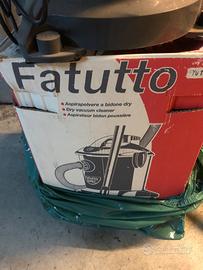 Fatutto
Aspirapolvere a bidone dry
Dry vacuum cleaner
Aspirateur bidon poussière